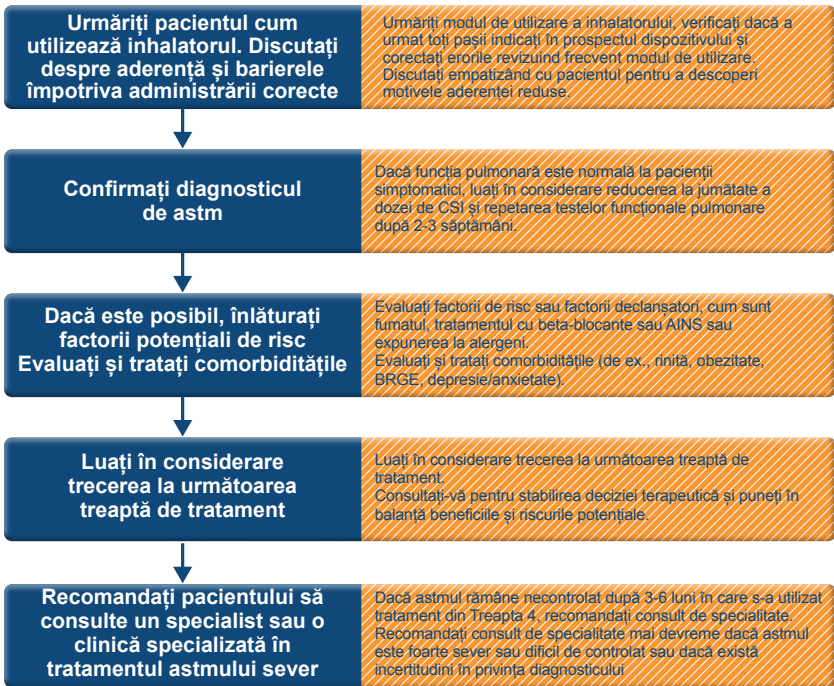 Urmăriți pacientul cum
utilizează inhalatorul. Discutați
despre aderență și barierele
împotriva administrării corecte
Urmăriți modul de utilizare a inhalatorului, verificați dacă a
urmat toți pașii indicați în prospectul dispozitivului și
corectați erorile revizuind frecvent modul de utilizare.
Discutați empatizând cu pacientul pentru a descoperi
motivele aderenței reduse.
Confirmați diagnosticul
de astm
Dacă funcția pulmonară este normală la pacienții
simptomatici, luați în considerare reducerea la jumătate a
dozei de CSI și repetarea testelor funcționale pulmonare
după 2-3 săptămâni.
Dacă este posibil, înlăturați
factorii potențiali de risc
Evaluați și tratați comorbiditățile
Evaluați factorii de risc sau factorii declanșatori, cum sunt
fumatul, tratamentul cu beta-blocante sau AINS sau
expunerea la alergeni.
Evaluați și tratați comorbiditățile (de ex., rinită, obezitate,
BRGE, depresie/anxietate).
Luați în considerare
trecerea la următoarea
treaptă de tratament
Luați în considerare trecerea la următoarea treaptă de
tratament.
Consultați-vă pentru stabilirea deciziei terapeutică și puneți în
balanță beneficiile și riscurile potențiale.
Recomandați pacientului să
consulte un specialist sau o
clinică specializată în
tratamentul astmului sever
Dacă astmul rămâne necontrolat după 3-6 luni în care s-a utilizat
tratament din Treapta 4, recomandați consult de specialitate.
Recomandați consult de specialitate mai devreme dacă astmul
este foarte sever sau dificil de controlat sau dacă există
incertitudini în privința diagnosticului